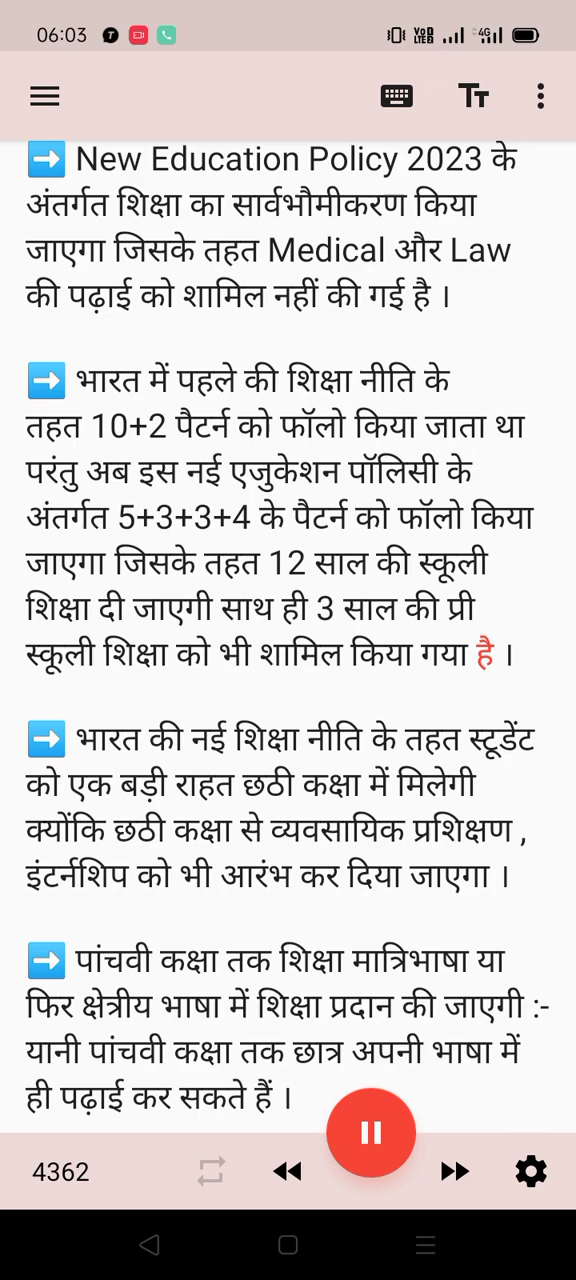 06:03
VoD LTE2
4G
➡️ New Education Policy 2023 के
अंतर्गत शिक्षा का सार्वभौमीकरण किया
जाएगा जिसके तहत Medical और Law
की पढ़ाई को शामिल नहीं की गई है ।
➡️ भारत में पहले की शिक्षा नीति के
तहत 10+2 पैटर्न को फॉलो किया जाता था
परंतु अब इस नई एजुकेशन पॉलिसी के
अंतर्गत 5+3+3+4 के पैटर्न को फॉलो किया
जाएगा जिसके तहत 12 साल की स्कूली
शिक्षा दी जाएगी साथ ही 3 साल की प्री
स्कूली शिक्षा को भी शामिल किया गया है ।
➡️ भारत की नई शिक्षा नीति के तहत स्टूडेंट
को एक बड़ी राहत छठी कक्षा में मिलेगी
क्योंकि छठी कक्षा से व्यवसायिक प्रशिक्षण ,
इंटर्नशिप को भी आरंभ कर दिया जाएगा ।
➡️ पांचवी कक्षा तक शिक्षा मात्रिभाषा या
फिर क्षेत्रीय भाषा में शिक्षा प्रदान की जाएगी :-
यानी पांचवी कक्षा तक छात्र अपनी भाषा में
ही पढ़ाई कर सकते हैं ।
4362